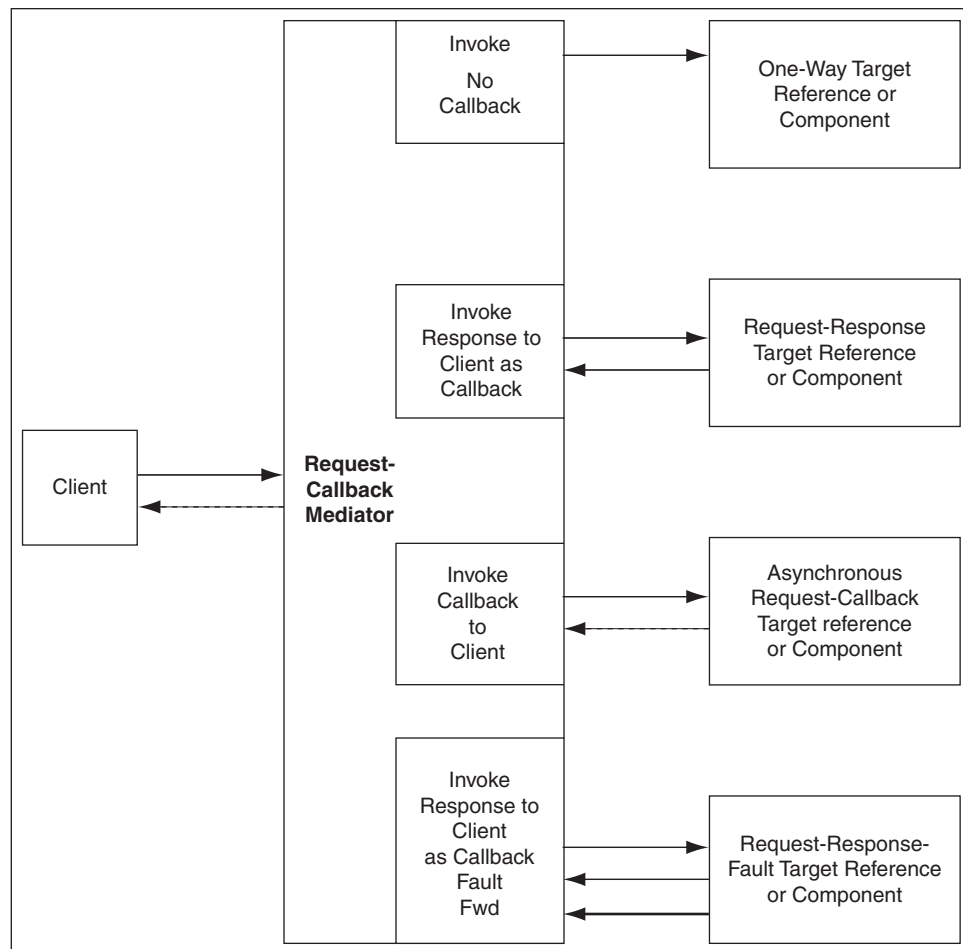 Invoke
No
Callback
One-Way Target
Reference or
Component
Invoke
Response to
Client as
Callback
Request-Response
Target Reference
or Component
Client
Request-
Callback
Mediator
Invoke
Callback
to
Client
Asynchronous
Request-Callback
Target reference
or Component
Invoke
Response to
Client
as Callback
Fault
Fwd
Request-Response-
Fault Target Reference
or Component